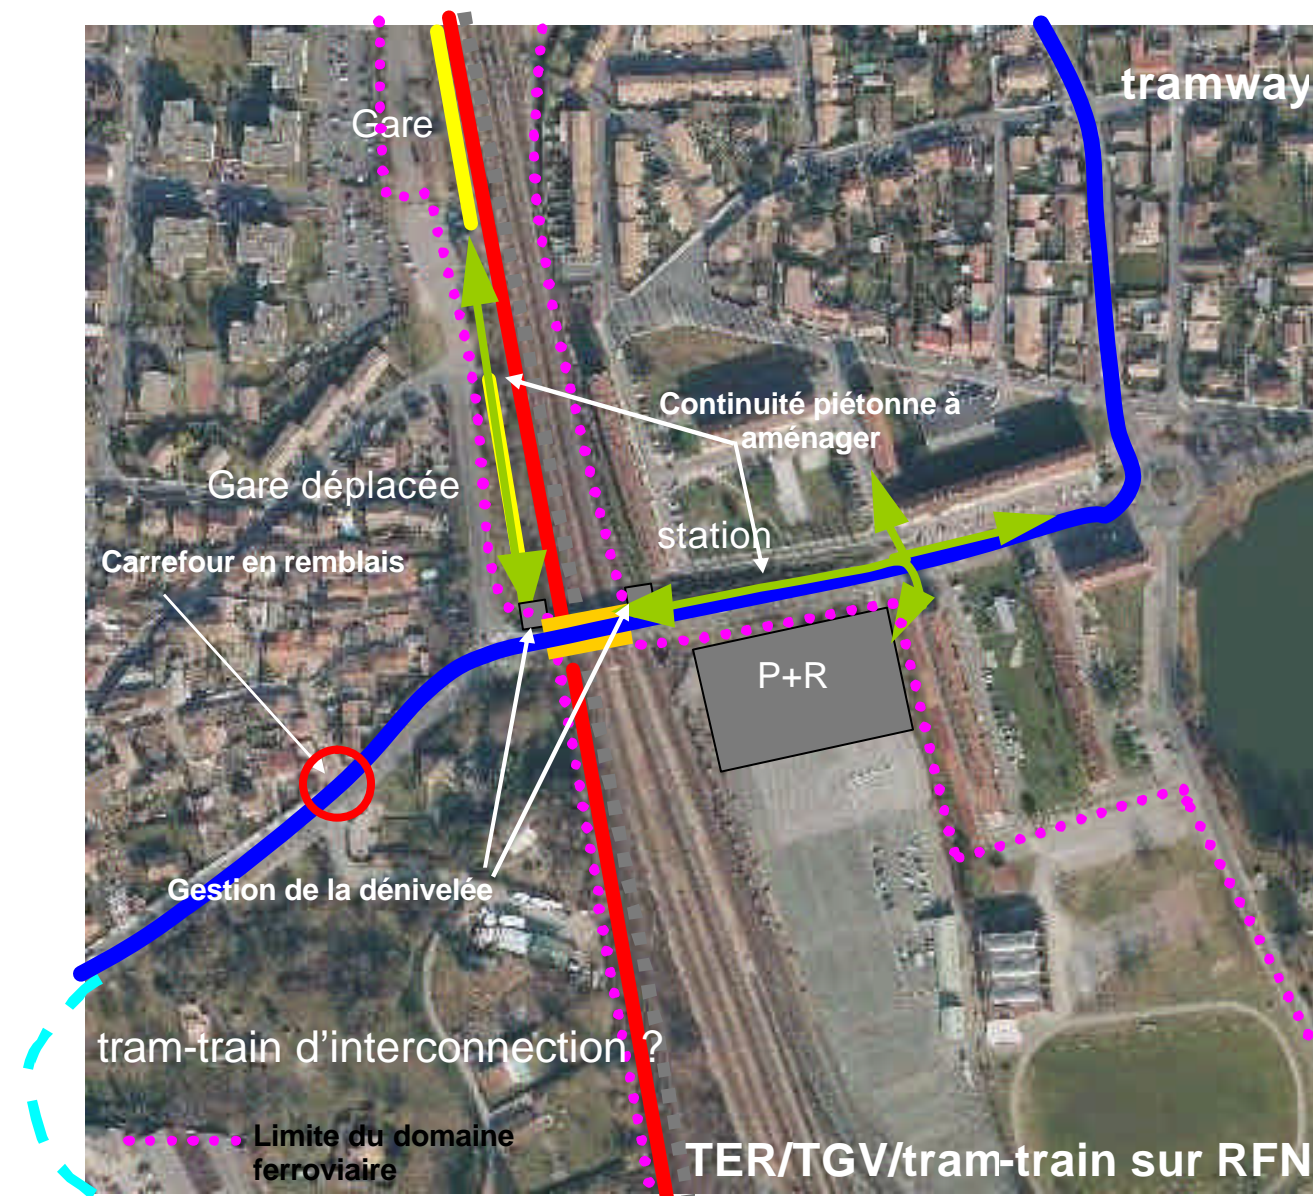 tramway
Gare
Continuité piétonne à
aménager
Gare déplacée
station
Carrefour en remblais
P+R
Gestion de la dénivelée
tram-train d’interconnection ?
Limite du domaine
ferroviaire
TER/TGV/tram-train sur RFN